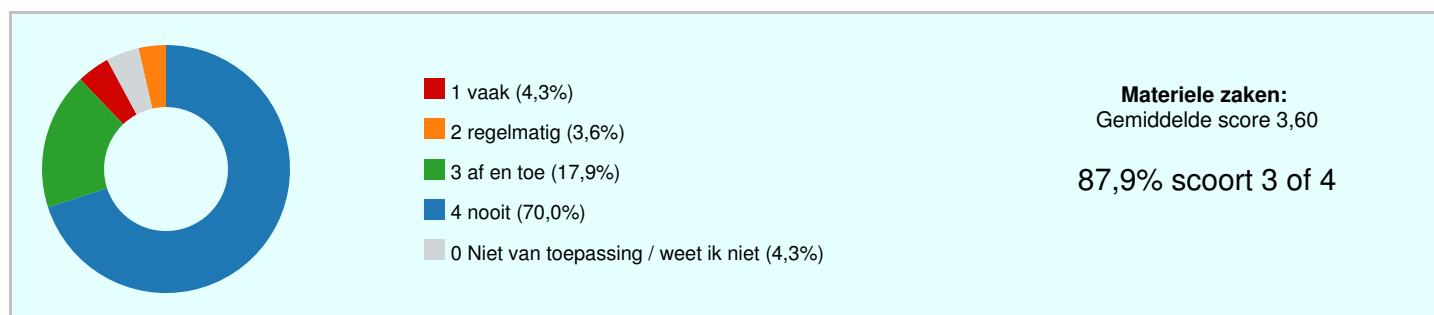 1 vaak (4,3%)
2 regelmatig (3,6%)
3 af en toe (17,9%)
4 nooit (70,0%)
0 Niet van toepassing / weet ik niet (4,3%)
Materiele zaken:
Gemiddelde score 3,60
87,9% scoort 3 of 4